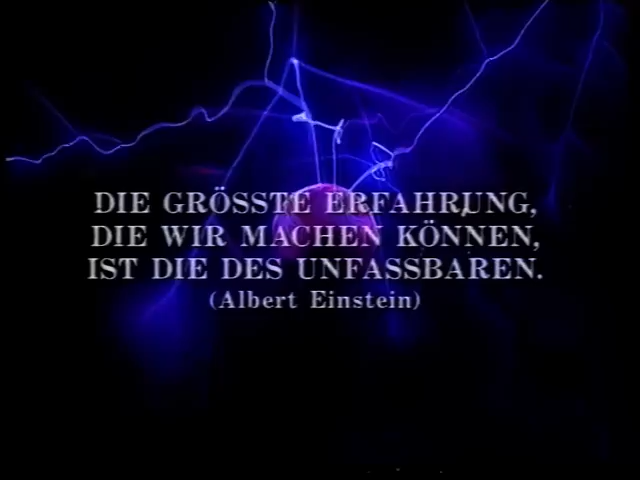 DIE GRÖSSTE ERFAHRUNG,
DIE WIR MACHEN KÖNNEN,
IST DIE DES UNFASSBAREN.
(Albert Einstein)